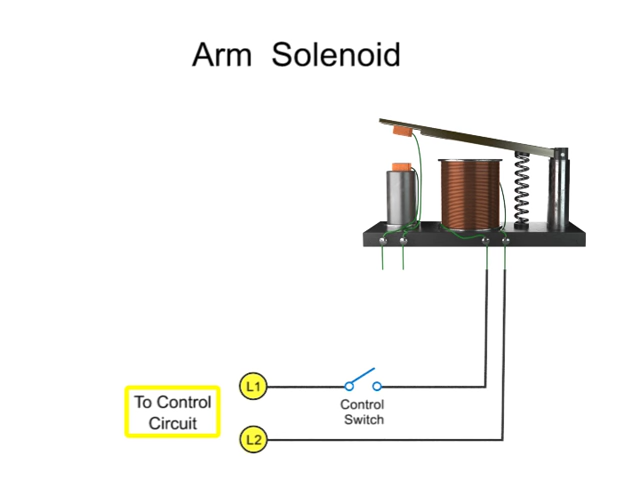 Arm Solenoid
L1
Control
Switch
To Control
Circuit
L2